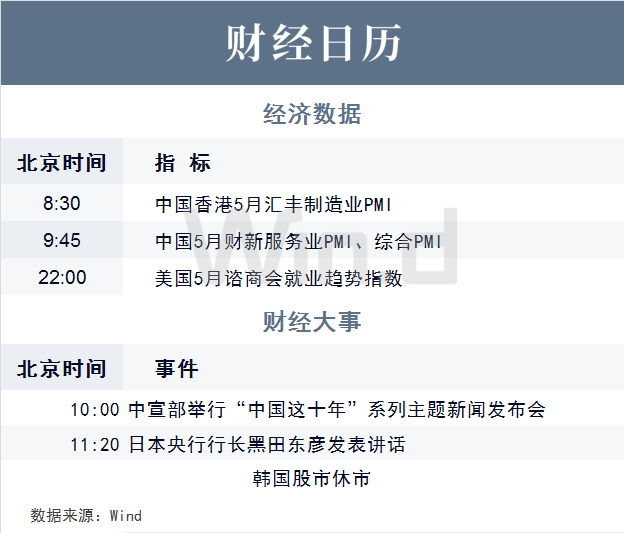 财经日历
经济数据
北京时间 指 标
8:30 中国香港5月汇丰制造业PMI
9:45 中国5月财新服务业PMI、综合PMI
22:00 美国5月谘商会就业趋势指数
财经大事
北京时间 事件
10:00 中宣部举行“中国这十年”系列主题新闻发布会
11:20 日本央行行长黑田东彦发表讲话
韩国股市休市
数据来源：Wind
Win.d